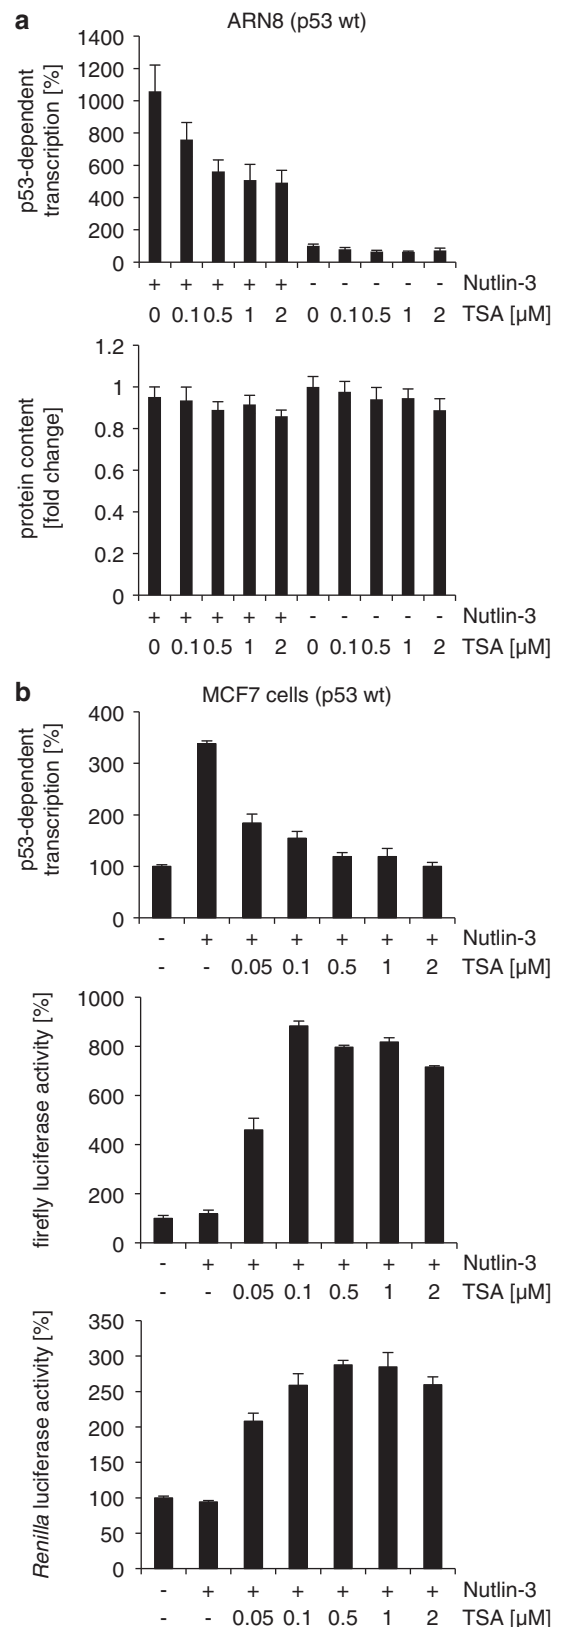 a
ARN8 (p53 wt)
p53-dependent
transcription [%]
1400
1200
1000
800
600
400
200
0
+ + + + + - - - - - Nutlin-3
0 0.1 0.5 1 2 0 0.1 0.5 1 2 TSA [µM]
protein content
[fold change]
1.2
1
0.8
0.6
0.4
0.2
0
+ + + + + - - - - - Nutlin-3
0 0.1 0.5 1 2 0 0.1 0.5 1 2 TSA [µM]
b
MCF7 cells (p53 wt)
p53-dependent
transcription [%]
400
300
200
100
0
- + + + + + + Nutlin-3
- - 0.05 0.1 0.5 1 2 TSA [µM]
firefly luciferase activity [%]
1000
800
600
400
200
0
- + + + + + + Nutlin-3
- - 0.05 0.1 0.5 1 2 TSA [µM]
Renilla luciferase activity [%]
350
300
250
200
150
100
50
0
- + + + + + + Nutlin-3
- - 0.05 0.1 0.5 1 2 TSA [µM]